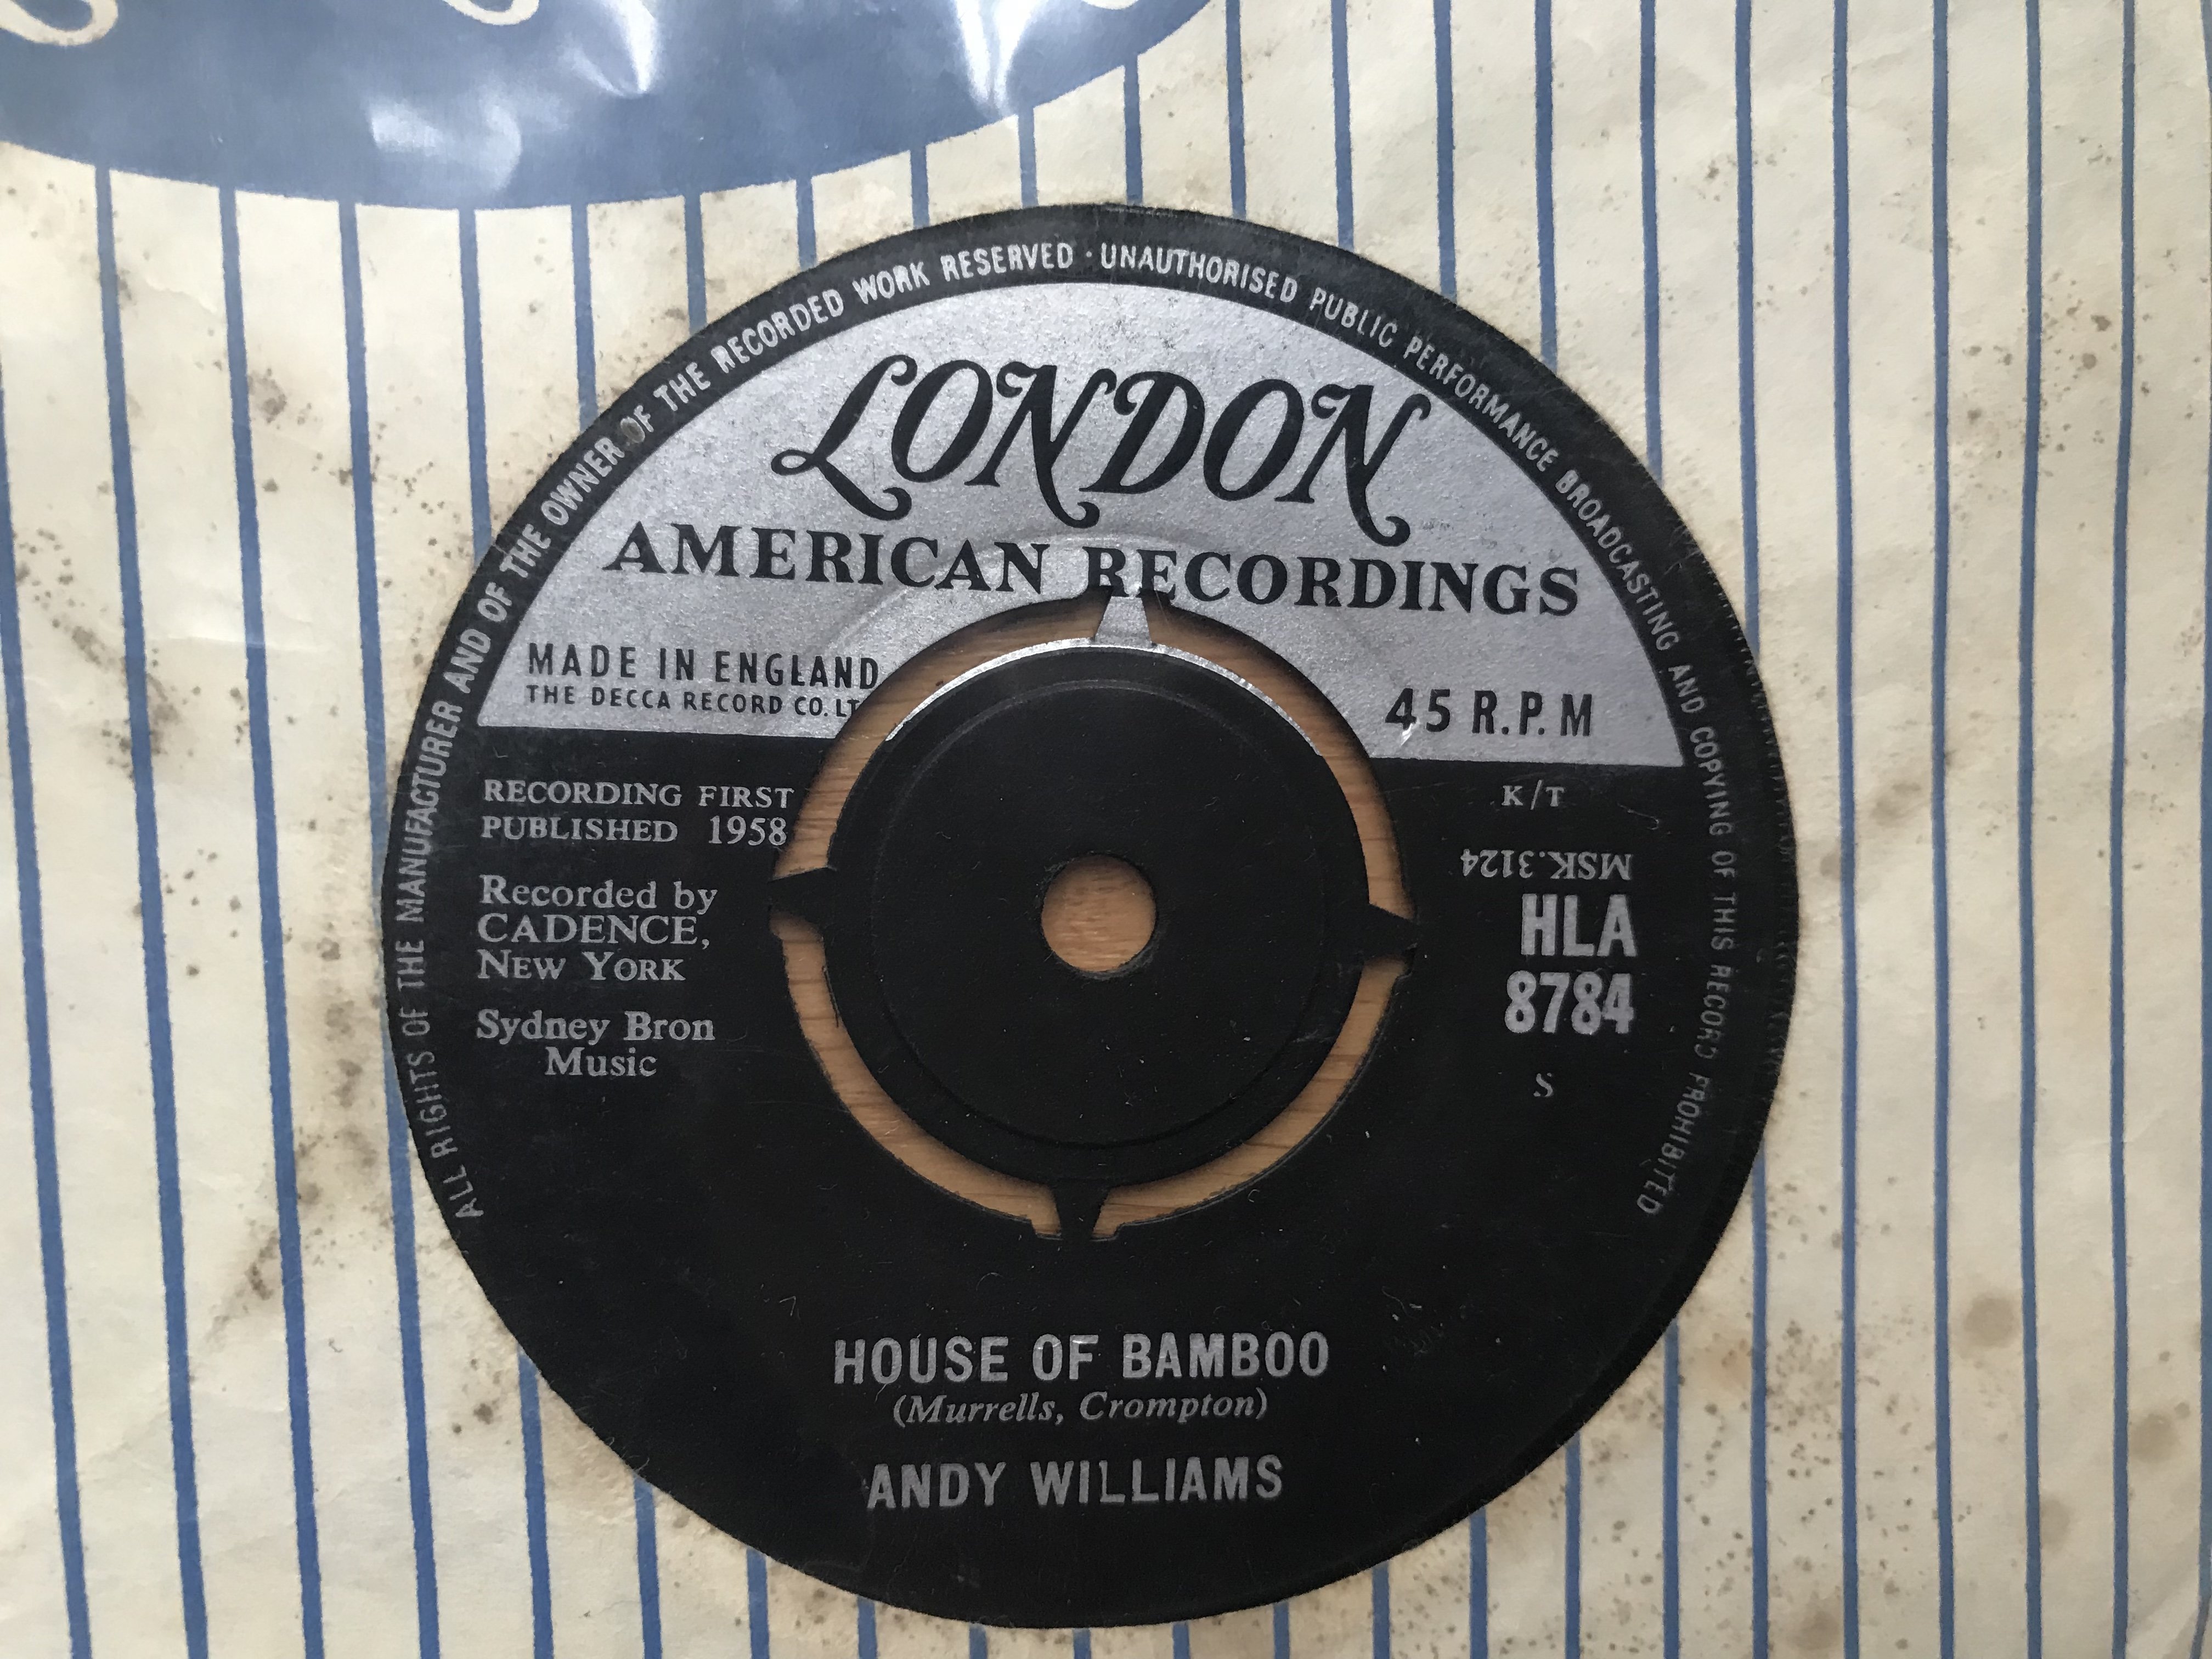 ALL RIGHTS OF THE MANUFACTURER AND OF THE OWNER OF THE RECORDED WORK RESERVED · UNAUTHORISED PUBLIC PERFORMANCE BROADCASTING AND COPYING OF THIS RECORD PROHIBITED
LONDON
AMERICAN RECORDINGS
MADE IN ENGLAND
THE DECCA RECORD CO. LT
45 R.P.M
RECORDING FIRST
PUBLISHED 1958
Recorded by
CADENCE,
NEW YORK
Sydney Bron
Music
K/T
MSK.3124
HLA
8784
S
HOUSE OF BAMBOO
(Murrells, Crompton)
ANDY WILLIAMS